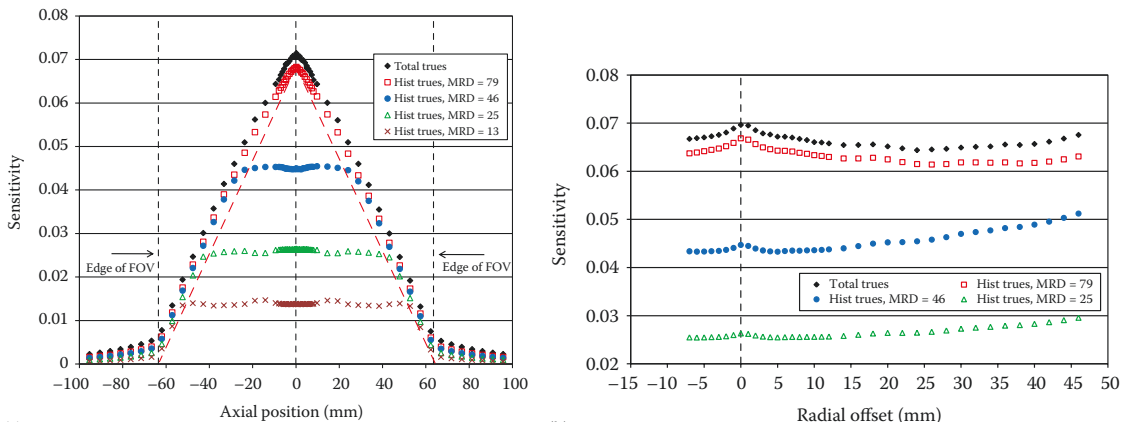 0.08
0.07
0.06
0.05
0.04
0.03
0.02
0.01
0
Sensitivity
Total trues
Hist trues, MRD = 79
Hist trues, MRD = 46
Hist trues, MRD = 25
Hist trues, MRD = 13
Edge of FOV
Edge of FOV
−100 −80 −60 −40 −20 0 20 40 60 80 100
Axial position (mm)
0.08
0.07
0.06
0.05
0.04
0.03
0.02
Sensitivity
Total trues Hist trues, MRD = 79
Hist trues, MRD = 46 Hist trues, MRD = 25
−15 −10 −5 0 5 10 15 20 25 30 35 40 45 50
Radial offset (mm)